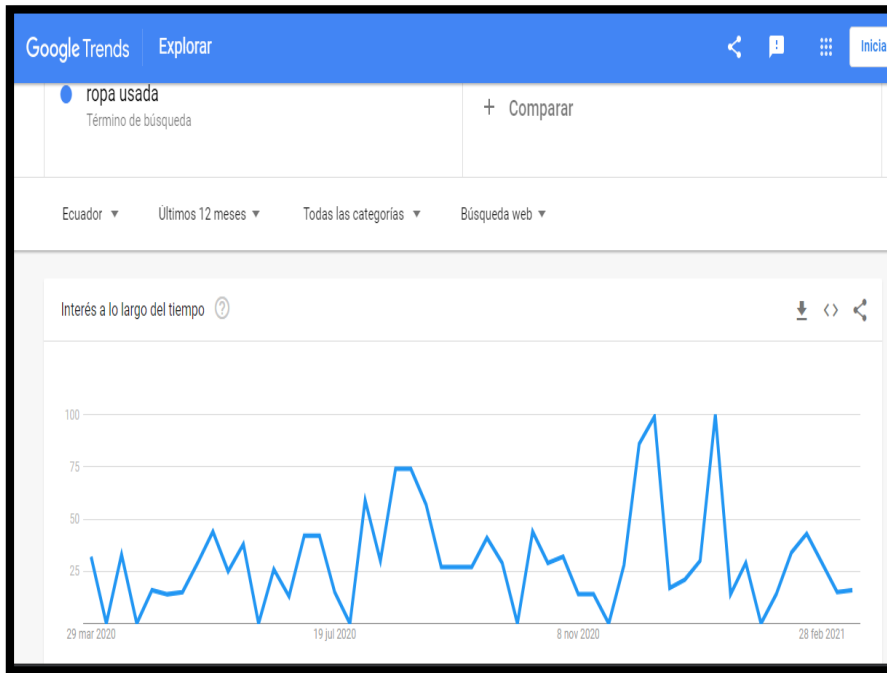 Google Trends Explorar Inicia
ropa usada
Término de búsqueda
+ Comparar
Ecuador Últimos 12 meses Todas las categorías Búsqueda web
Interés a lo largo del tiempo ?
100
75
50
25
29 mar 2020 19 jul 2020 8 nov 2020 28 feb 2021